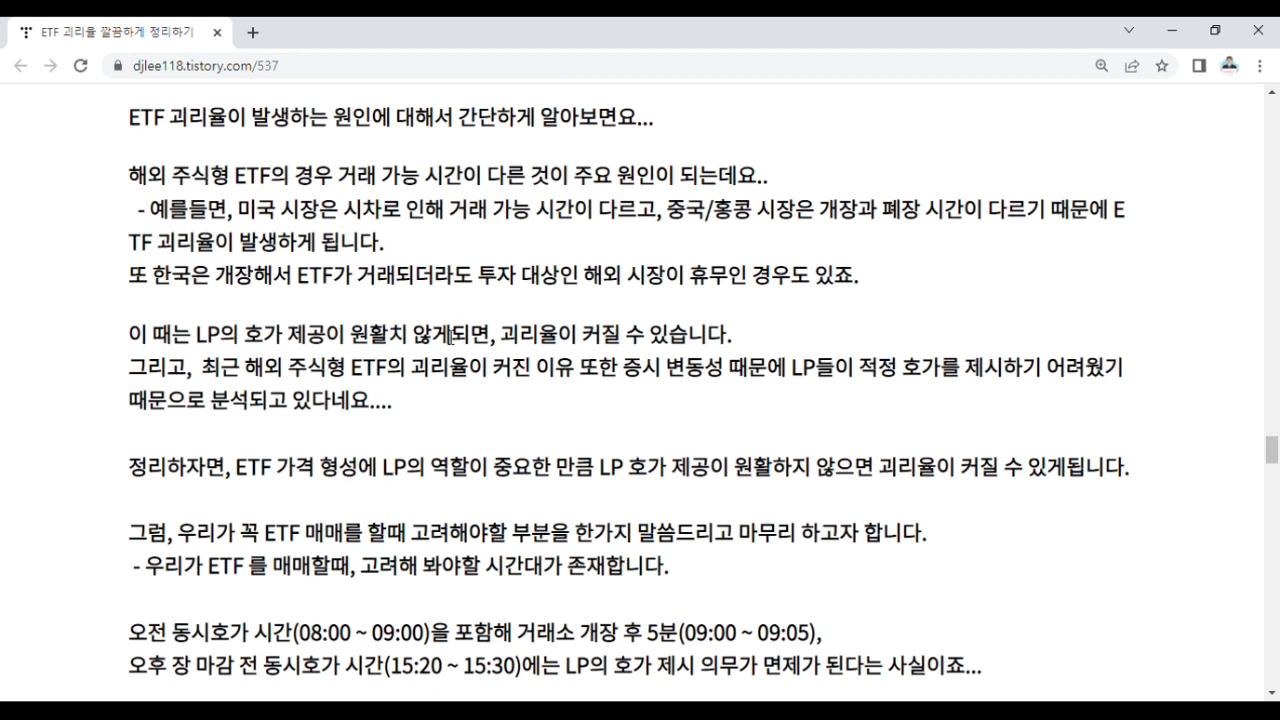 ETF 괴리율 깔끔하게 정리하기
djlee118.tistory.com/537
ETF 괴리율이 발생하는 원인에 대해서 간단하게 알아보면요...
해외 주식형 ETF의 경우 거래 가능 시간이 다른 것이 주요 원인이 되는데요..
- 예를들면, 미국 시장은 시차로 인해 거래 가능 시간이 다르고, 중국/홍콩 시장은 개장과 폐장 시간이 다르기 때문에 E
TF 괴리율이 발생하게 됩니다.
또 한국은 개장해서 ETF가 거래되더라도 투자 대상인 해외 시장이 휴무인 경우도 있죠.
이 때는 LP의 호가 제공이 원활치 않게되면, 괴리율이 커질 수 있습니다.
그리고, 최근 해외 주식형 ETF의 괴리율이 커진 이유 또한 증시 변동성 때문에 LP들이 적정 호가를 제시하기 어려웠기
때문으로 분석되고 있다네요....
정리하자면, ETF 가격 형성에 LP의 역할이 중요한 만큼 LP 호가 제공이 원활하지 않으면 괴리율이 커질 수 있게됩니다.
그럼, 우리가 꼭 ETF 매매를 할때 고려해야할 부분을 한가지 말씀드리고 마무리 하고자 합니다.
- 우리가 ETF 를 매매할때, 고려해 봐야할 시간대가 존재합니다.
오전 동시호가 시간(08:00 ~ 09:00)을 포함해 거래소 개장 후 5분(09:00 ~ 09:05),
오후 장 마감 전 동시호가 시간(15:20 ~ 15:30)에는 LP의 호가 제시 의무가 면제가 된다는 사실이죠...